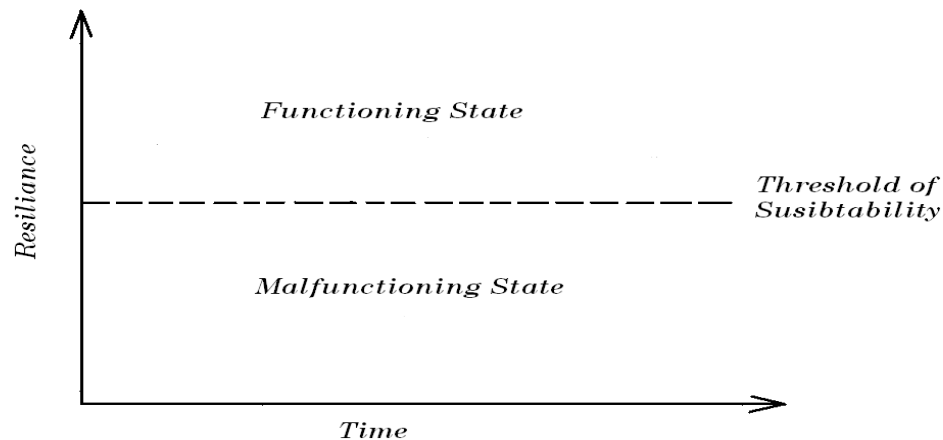 Functioning State
Resiliance
Threshold of
Susibtability
Malfunctioning State
Time